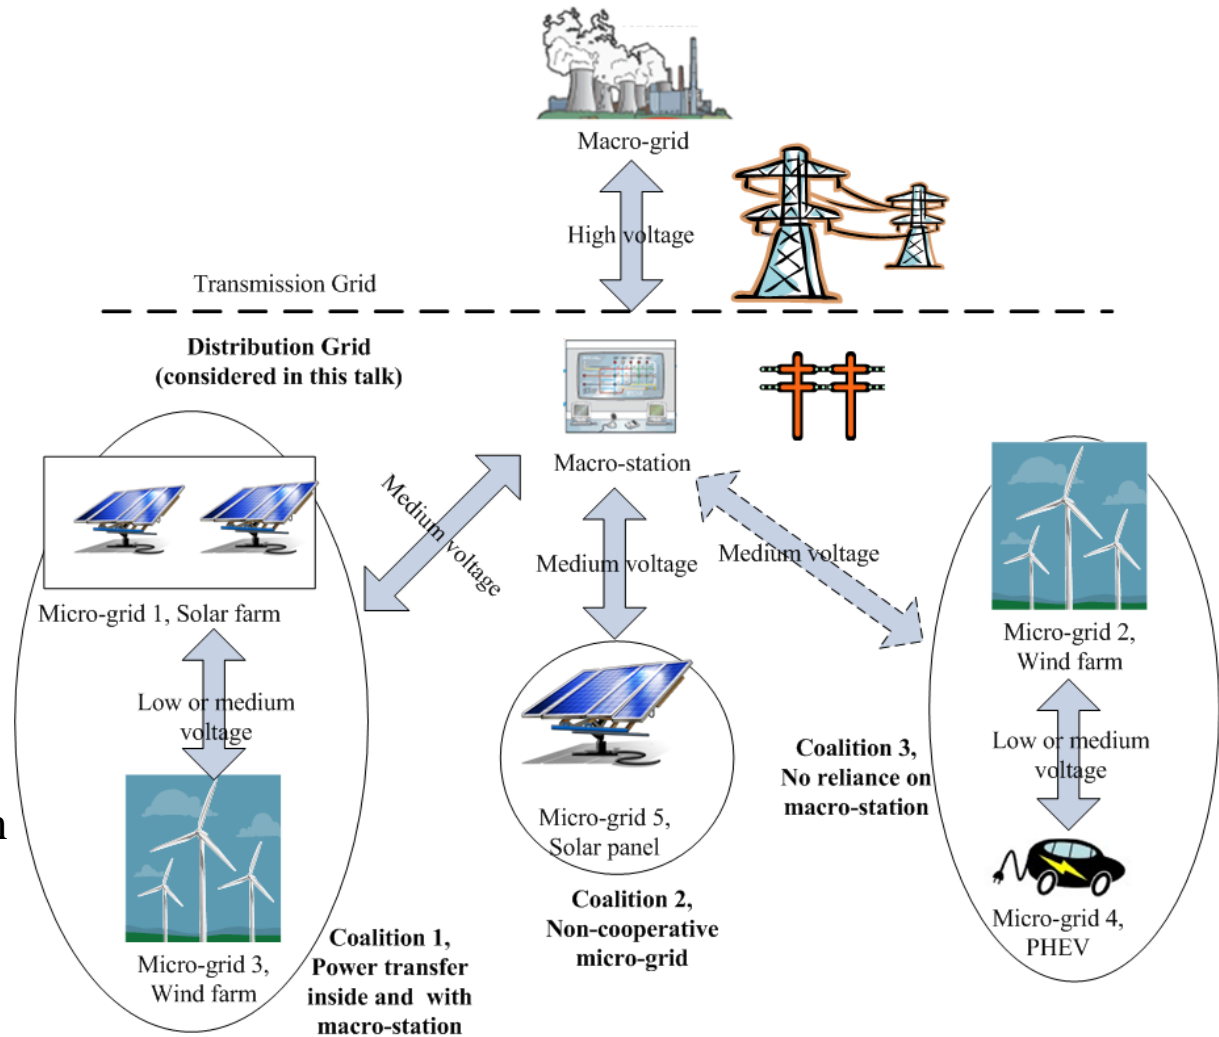 Macro-grid
High voltage
Transmission Grid
Distribution Grid
(considered in this talk)
Macro-station
Medium voltage
Medium voltage
Medium voltage
Micro-grid 1, Solar farm
Low or medium
voltage
Micro-grid 3,
Wind farm
Coalition 1,
Power transfer
inside and with
macro-station
Micro-grid 5,
Solar panel
Coalition 2,
Non-cooperative
micro-grid
Coalition 3,
No reliance on
macro-station
Micro-grid 2,
Wind farm
Low or medium
voltage
Micro-grid 4,
PHEV